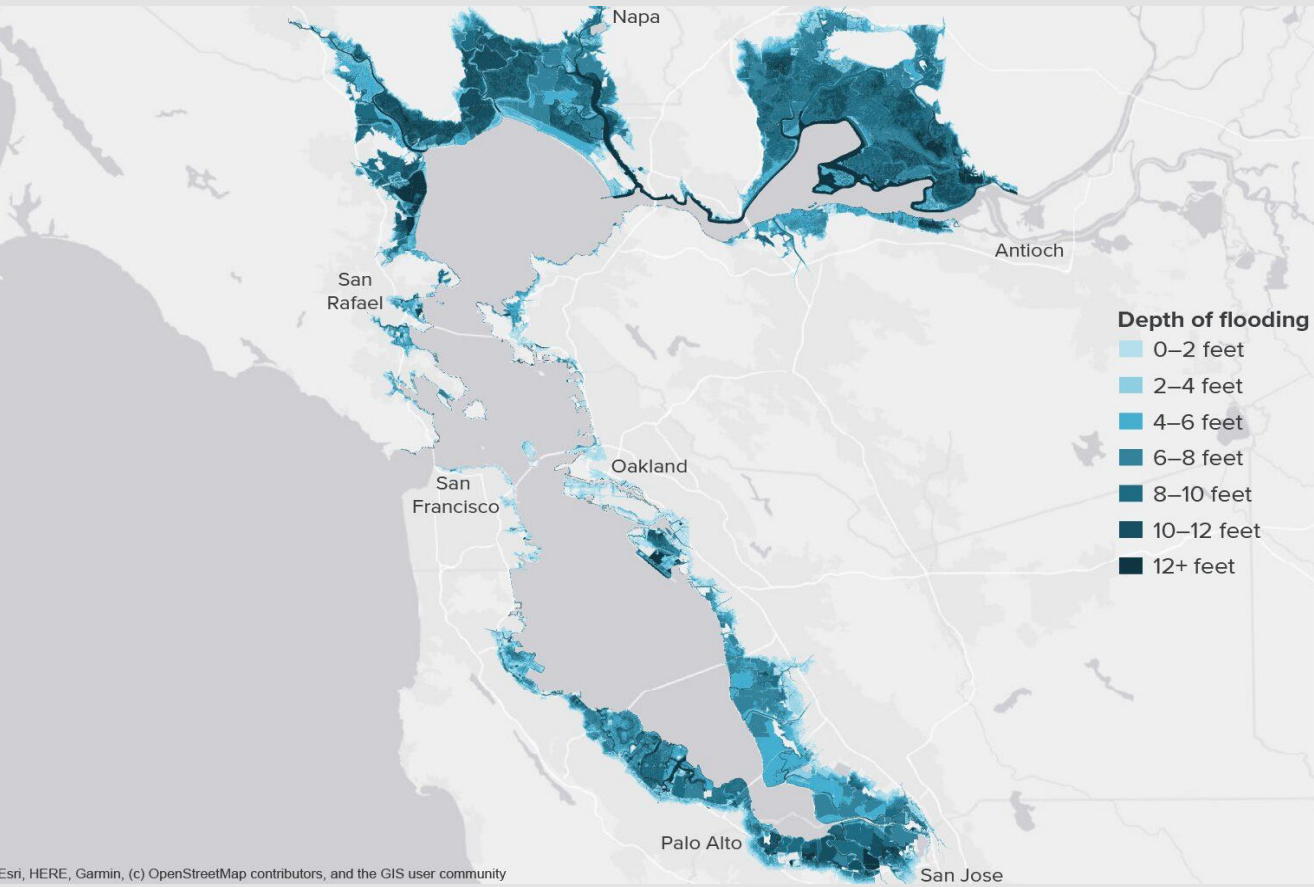 Napa
Antioch
San
Rafael
Depth of flooding
0–2 feet
2–4 feet
4–6 feet
6–8 feet
8–10 feet
10–12 feet
12+ feet
Oakland
San
Francisco
Palo Alto
San Jose
Esri, HERE, Garmin, (c) OpenStreetMap contributors, and the GIS user community